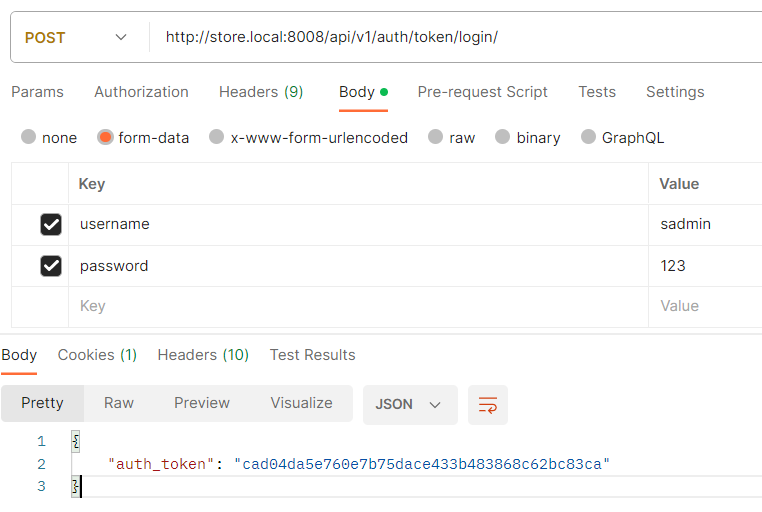 POST http://store.local:8008/api/v1/auth/token/login/
Params Authorization Headers (9) Body Pre-request Script Tests Settings
none form-data x-www-form-urlencoded raw binary GraphQL
Key Value
username sadmin
password 123
Key Value
Body Cookies (1) Headers (10) Test Results
Pretty Raw Preview Visualize JSON
1 {
2 "auth_token": "cad04da5e760e7b75dace433b483868c62bc83ca"
3 }